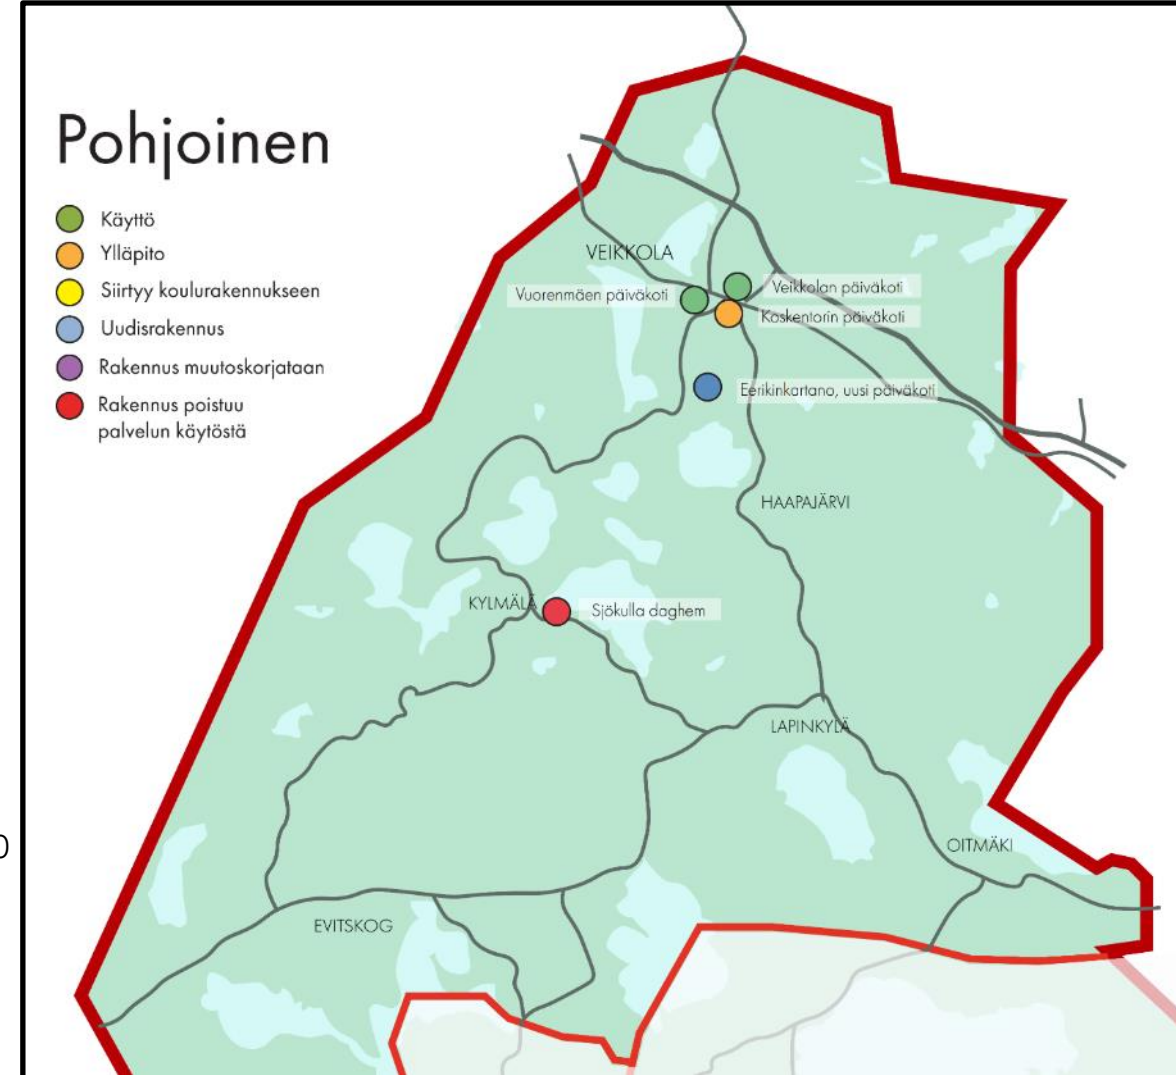 Pohjoinen
Käyttö
Ylläpito
Siirtyy koulurakennukseen
Uudisrakennus
Rakennus muutoskorjataan
Rakennus poistuu
palvelun käytöstä
VEIKKOLA
Vuorenmäen päiväkoti
Veikkolan päiväkoti
Koskentorin päiväkoti
Eerikinkartano, uusi päiväkoti
HAAPAJÄRVI
KYLMÄLÄ
Sjökulla daghem
LAPINKYLÄ
OITMÄKI
EVITSKOG
0